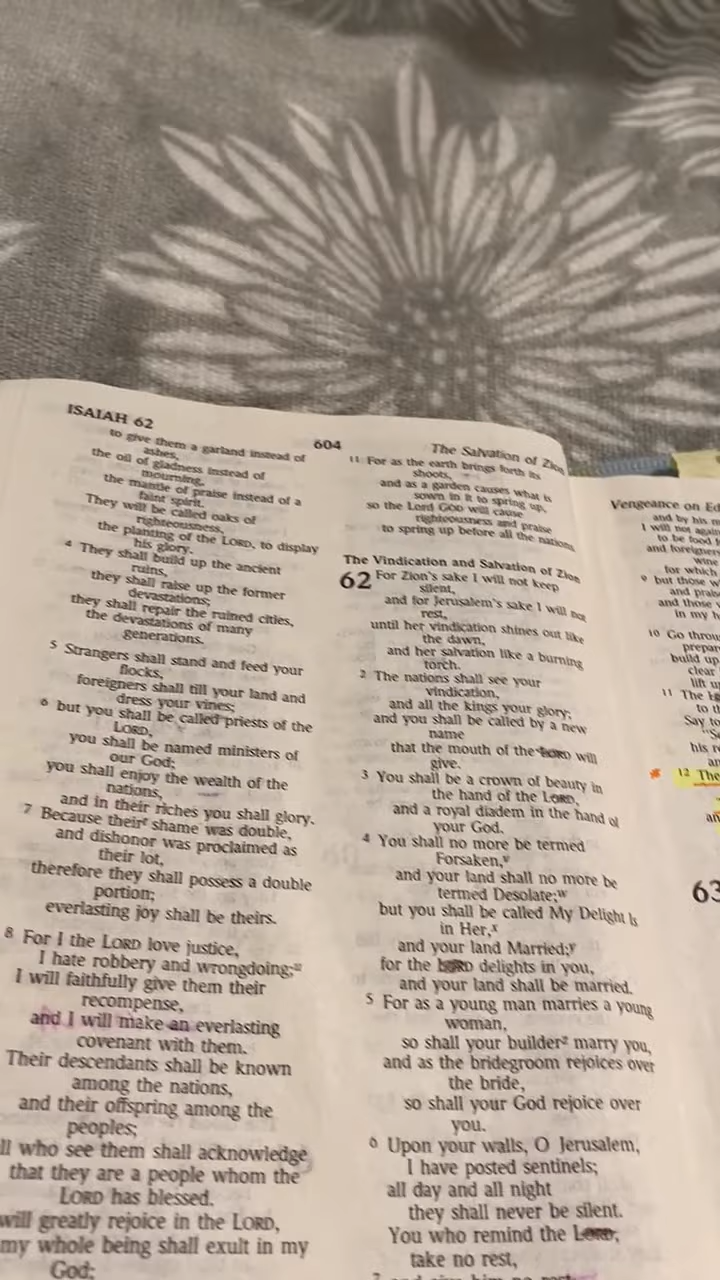 ISAIAH 62
604
The Salvation of Zion
to give them a garland instead of
ashes,
the oil of gladness instead of
mourning,
the mantle of praise instead of a
faint spirit.
They will be called oaks of
righteousness,
the planting of the LORD, to display
his glory.
4 They shall build up the ancient
ruins,
they shall raise up the former
devastations;
they shall repair the ruined cities,
the devastations of many
generations.
5 Strangers shall stand and feed your
flocks,
foreigners shall till your land and
dress your vines;
6 but you shall be called priests of the
LORD,
you shall be named ministers of
our God;
you shall enjoy the wealth of the
nations,
and in their riches you shall glory.
7 Because their shame was double,
and dishonor was proclaimed as
their lot,
therefore they shall possess a double
portion;
everlasting joy shall be theirs.
8 For I the LORD love justice,
I hate robbery and wrongdoing;
I will faithfully give them their
recompense,
and I will make an everlasting
covenant with them.
Their descendants shall be known
among the nations,
and their offspring among the
peoples;
ll who see them shall acknowledge
that they are a people whom the
LORD has blessed.
will greatly rejoice in the LORD,
my whole being shall exult in my
God;
11 For as the earth brings forth its
shoots,
and as a garden causes what is
sown in it to spring up,
so the Lord GOD will cause
righteousness and praise
to spring up before all the nations
The Vindication and Salvation of Zion
62 For Zion's sake I will not keep
silent,
and for Jerusalem's sake I will not
rest,
until her vindication shines out like
the dawn,
and her salvation like a burning
torch.
2 The nations shall see your
vindication,
and all the kings your glory;
and you shall be called by a new
name
that the mouth of the LORD will
give.
3 You shall be a crown of beauty in
the hand of the LORD,
and a royal diadem in the hand of
your God.
4 You shall no more be termed
Forsaken,v
and your land shall no more be
termed Desolate;w
but you shall be called My Delight Is
in Her,x
and your land Married;y
for the LORD delights in you,
and your land shall be married.
5 For as a young man marries a young
woman,
so shall your builderz marry you,
and as the bridegroom rejoices over
the bride,
so shall your God rejoice over
you.
6 Upon your walls, O Jerusalem,
I have posted sentinels;
all day and all night
they shall never be silent.
You who remind the LORD,
take no rest,
Vengeance on Ed
and by his
I will not again
to be food
and foreigners
wine
for which
9 but those w
and prais
and those
in my h
10 Go throu
prepar
build up
clear
lift u
11 The
to th
Say to
his re
an
12 The
an
63